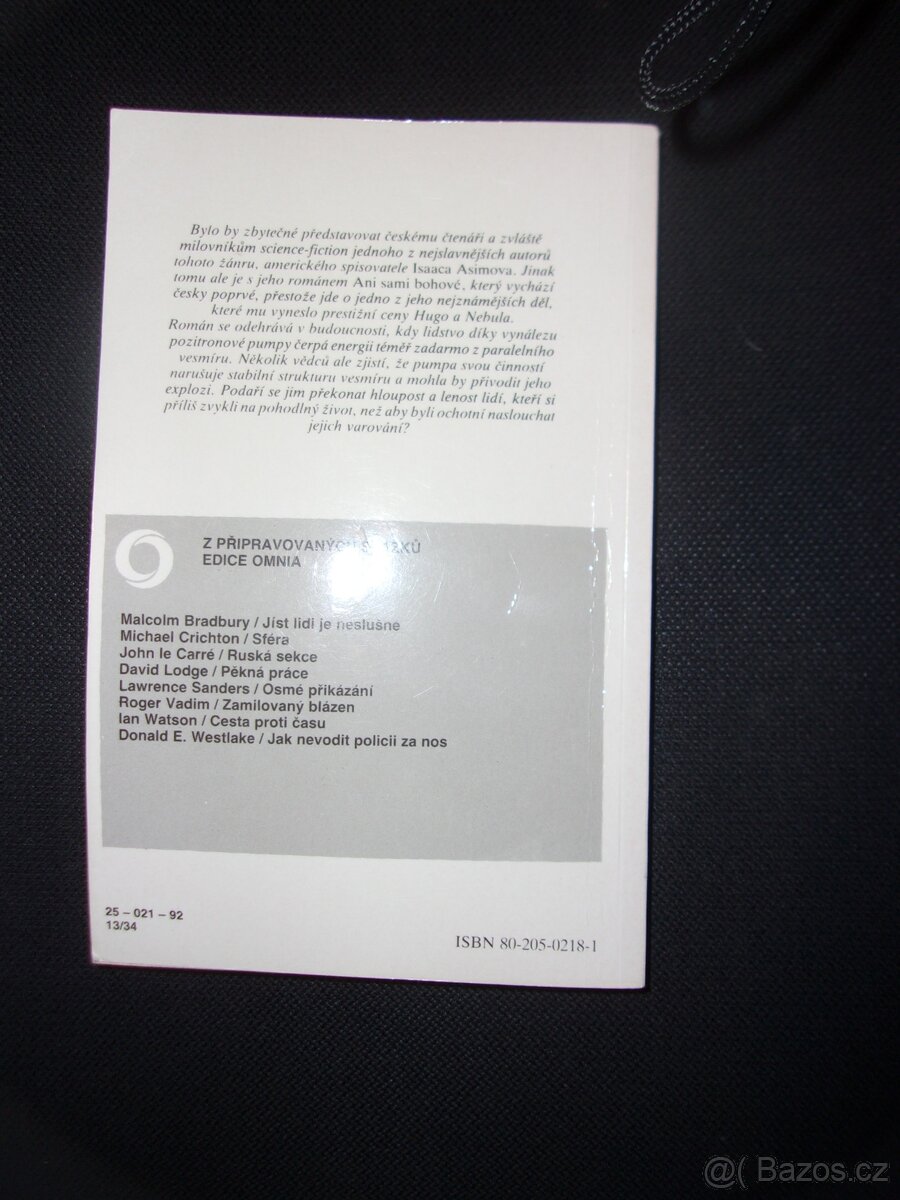 Bylo by zbytečné představovat českému čtenáři a zvláště
milovníkům science-fiction jednoho z nejslavnějších autorů
tohoto žánru, amerického spisovatele Isaaca Asimova. Jinak
tomu ale je s jeho románem Ani sami bohové, který vychází
česky poprvé, přestože jde o jedno z jeho nejznámějších děl,
které mu vyneslo prestižní ceny Hugo a Nebula.
Román se odehrává v budoucnosti, kdy lidstvo díky vynálezu
pozitronové pumpy čerpá energii téměř zadarmo z paralelního
vesmíru. Několik vědců ale zjistí, že pumpa svou činností
narušuje stabilní strukturu vesmíru a mohla by přivodit jeho
explozi. Podaří se jim překonat hloupost a lenost lidí, kteří si
příliš zvykli na pohodlný život, než aby byli ochotní naslouchat
jejich varování?
Z PŘIPRAVOVANÝCH SVAZKŮ
EDICE OMNIA
Malcolm Bradbury / Jíst lidi je neslušné
Michael Crichton / Sféra
John le Carré / Ruská sekce
David Lodge / Pěkná práce
Lawrence Sanders / Osmé přikázání
Roger Vadim / Zamilovaný blázen
Ian Watson / Cesta proti času
Donald E. Westlake / Jak nevodit policii za nos
25 – 021 – 92
13/34
ISBN 80-205-0218-1
@( Bazos.cz